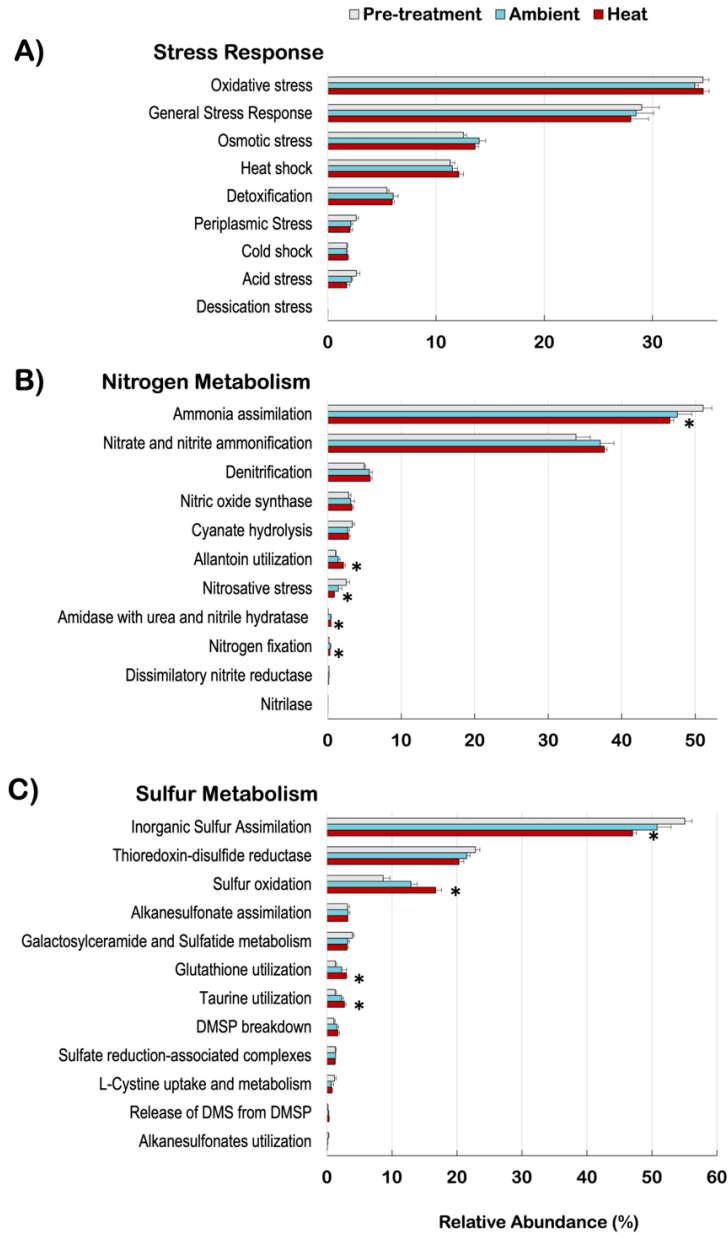 Pre-treatment Ambient Heat
A) Stress Response
Oxidative stress
General Stress Response
Osmotic stress
Heat shock
Detoxification
Periplasmic Stress
Cold shock
Acid stress
Dessication stress
0 10 20 30
B) Nitrogen Metabolism
Ammonia assimilation
*
Nitrate and nitrite ammonification
Denitrification
Nitric oxide synthase
Cyanate hydrolysis
Allantoin utilization *
Nitrosative stress *
Amidase with urea and nitrile hydratase *
Nitrogen fixation *
Dissimilatory nitrite reductase
Nitrilase
0 10 20 30 40 50
C) Sulfur Metabolism
Inorganic Sulfur Assimilation
*
Thioredoxin-disulfide reductase
Sulfur oxidation *
Alkanesulfonate assimilation
Galactosylceramide and Sulfatide metabolism
Glutathione utilization *
Taurine utilization *
DMSP breakdown
Sulfate reduction-associated complexes
L-Cystine uptake and metabolism
Release of DMS from DMSP
Alkanesulfonates utilization
0 10 20 30 40 50 60
Relative Abundance (%)